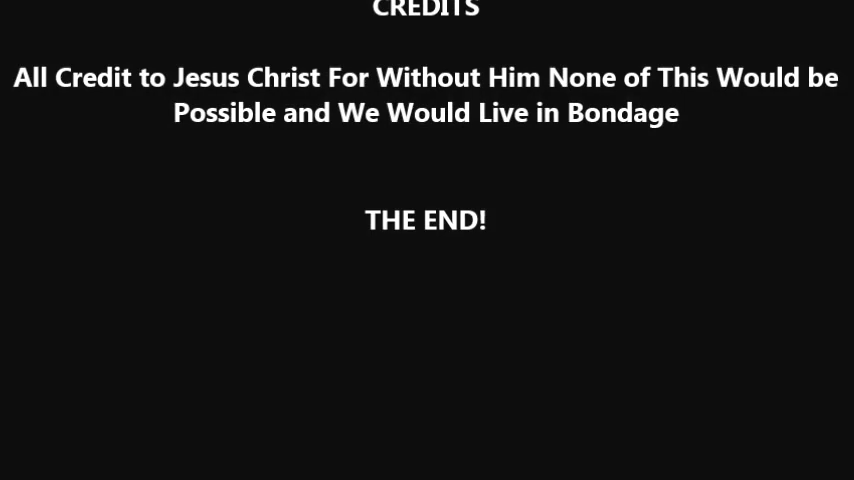 CREDITS
All Credit to Jesus Christ For Without Him None of This Would be
Possible and We Would Live in Bondage
THE END!